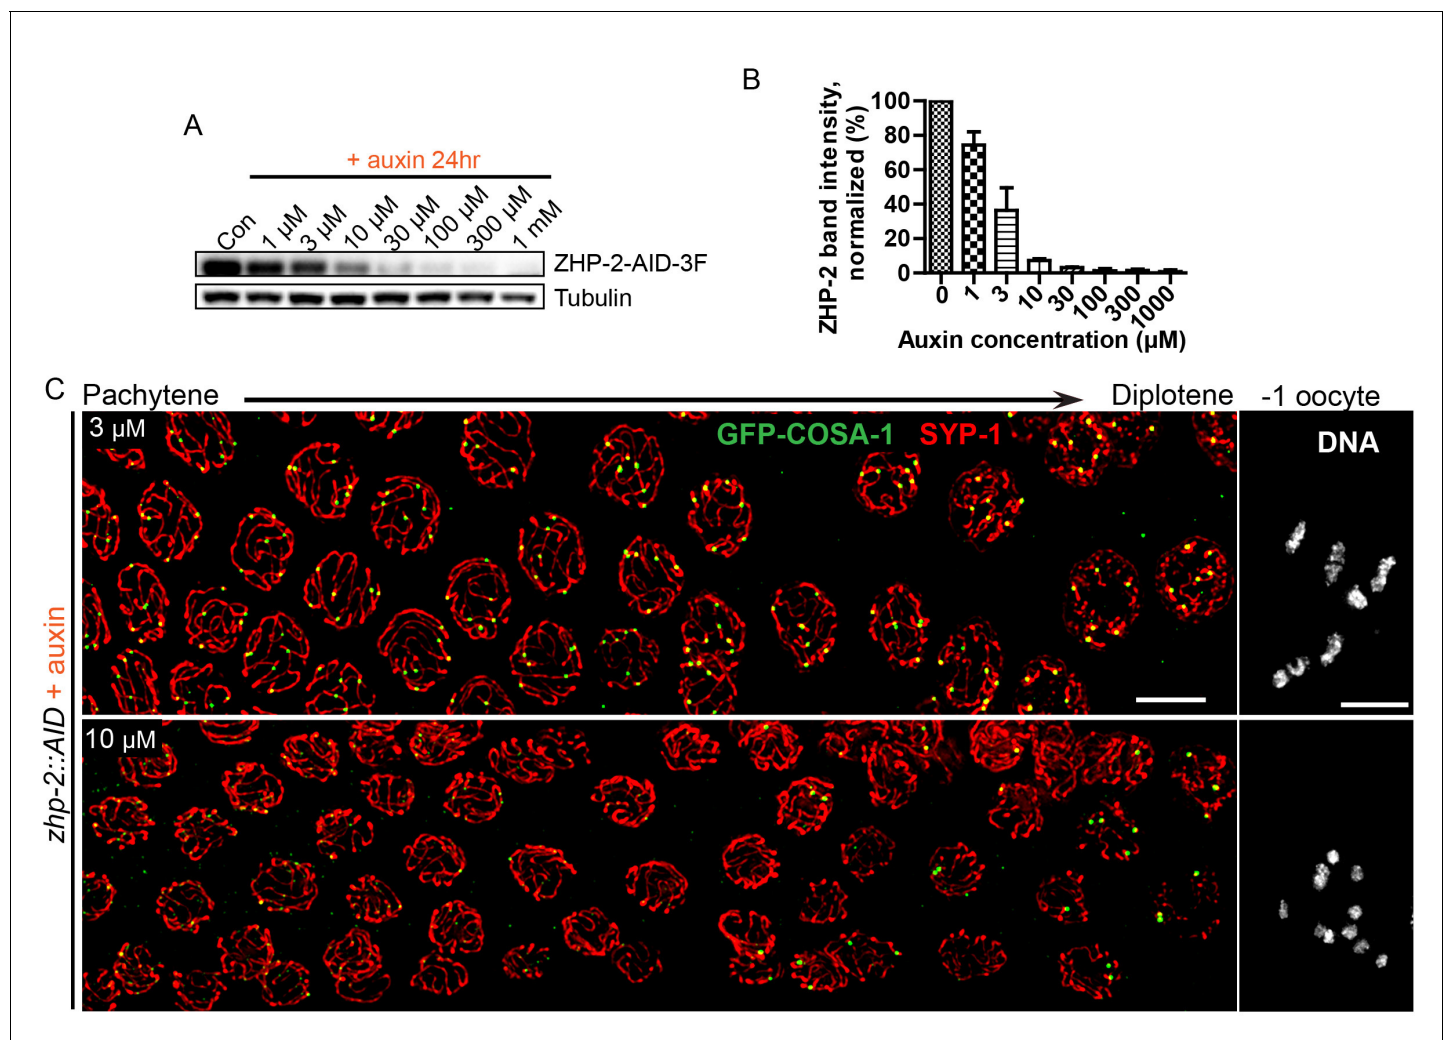 A
+ auxin 24hr
Con 1 µM 3 µM 10 µM 30 µM 100 µM 300 µM 1 mM
ZHP-2-AID-3F
Tubulin
B
ZHP-2 band intensity,
normalized (%)
100
80
60
40
20
0
0 1 3 10 30 100 300 1000
Auxin concentration (µM)
C
Pachytene Diplotene -1 oocyte
3 µM
GFP-COSA-1 SYP-1
DNA
zhp-2::AID + auxin
10 µM